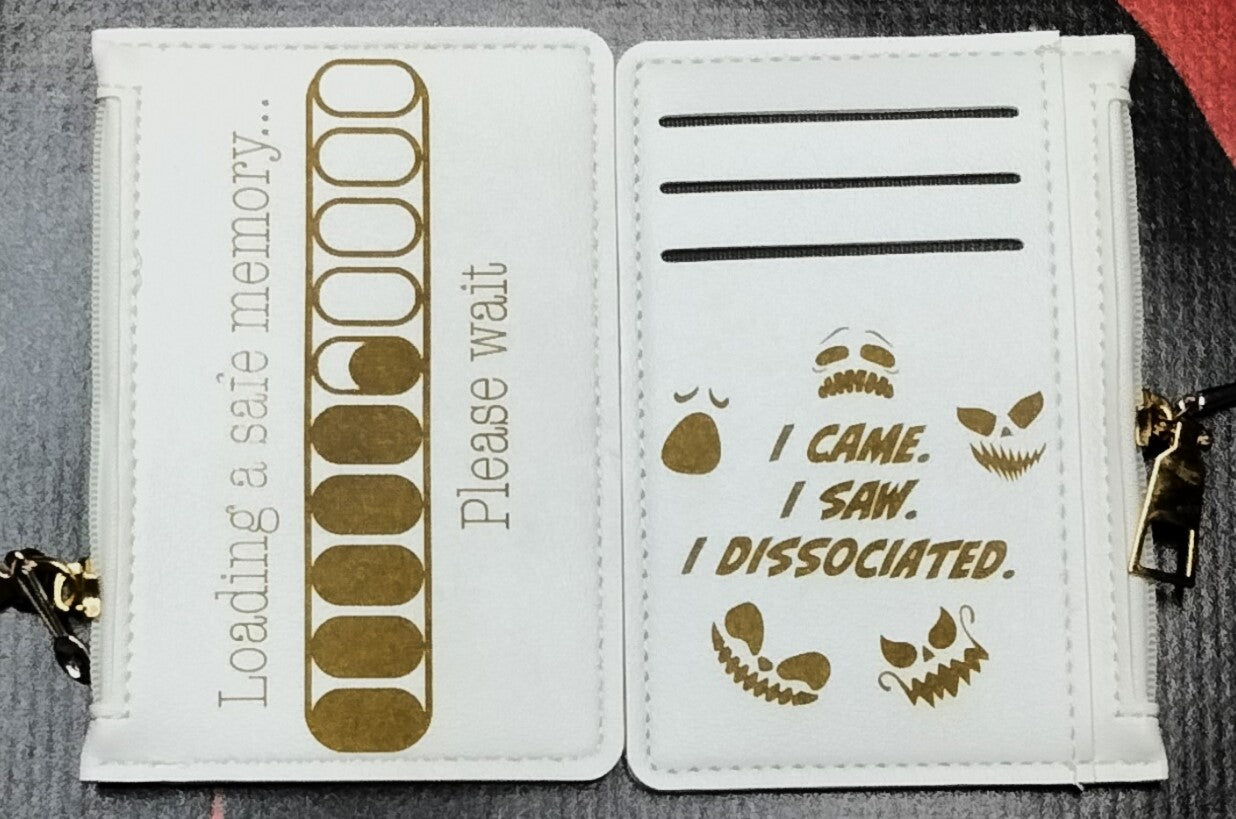 Loading a safe memory...
Please wait
I CAME.
I SAW.
I DISSOCIATED.